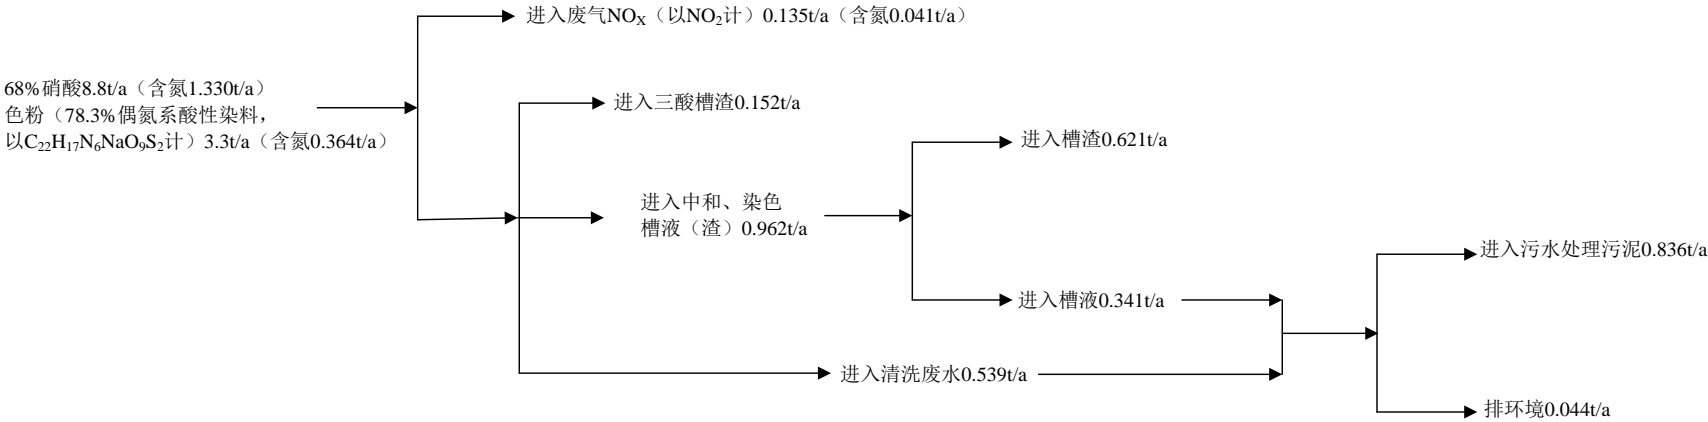 进入废气NOX（以NO2计）0.135t/a（含氮0.041t/a）
68%硝酸8.8t/a（含氮1.330t/a）
色粉（78.3%偶氮系酸性染料，
以C22H17N6NaO9S2计）3.3t/a（含氮0.364t/a）
进入三酸槽渣0.152t/a
进入槽渣0.621t/a
进入中和、染色
槽液（渣）0.962t/a
进入污水处理污泥0.836t/a
进入槽液0.341t/a
进入清洗废水0.539t/a
排环境0.044t/a